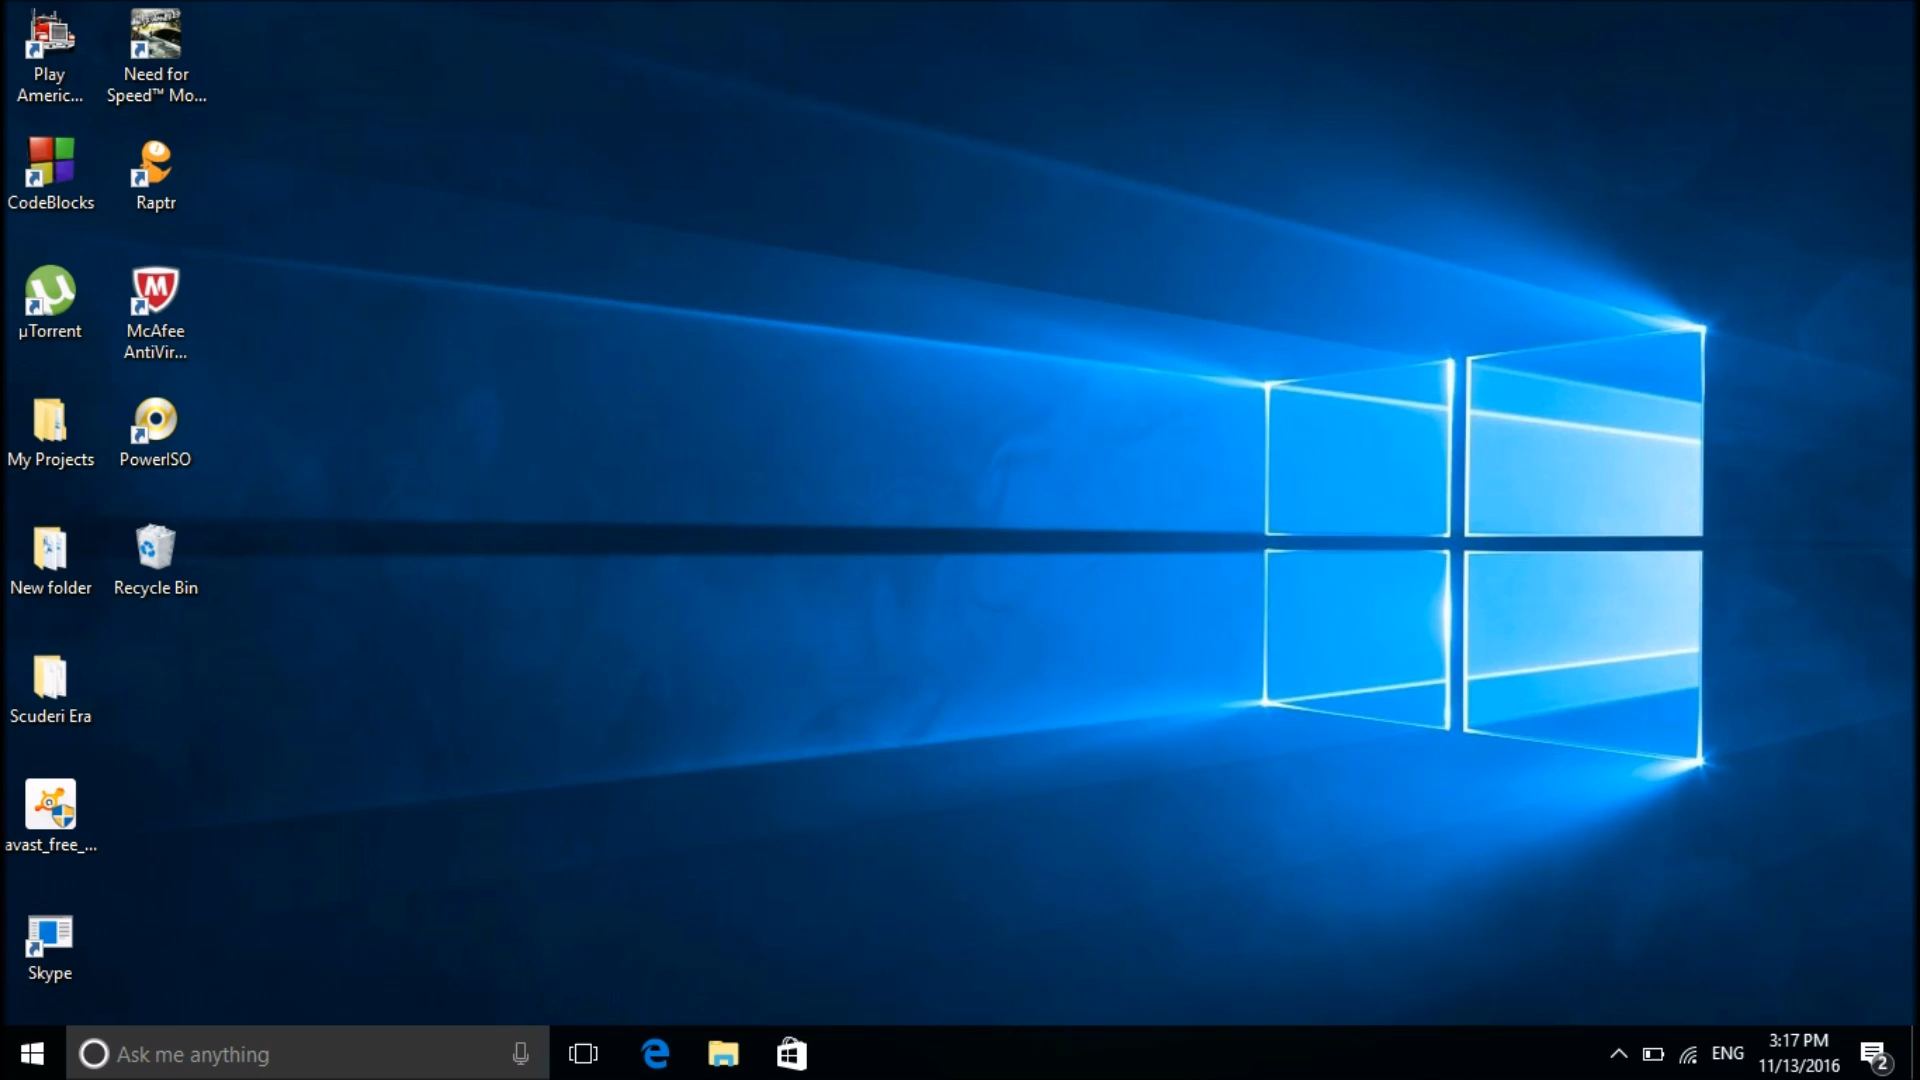 Play
Americ...
Need for
Speed™ Mo...
CodeBlocks
Raptr
µTorrent
McAfee
AntiVir...
My Projects
PowerISO
New folder
Recycle Bin
Scuderi Era
avast_free_...
Skype
Ask me anything
ENG
3:17 PM
11/13/2016
2